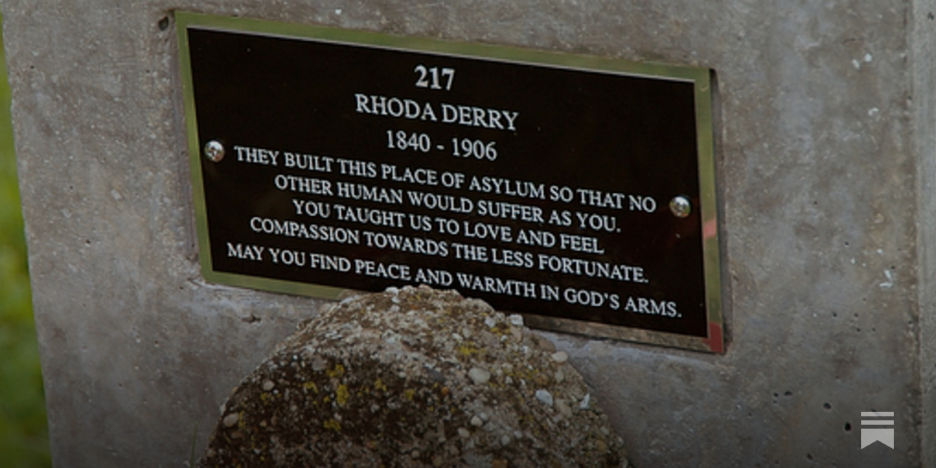 217
RHODA DERRY
1840 - 1906
THEY BUILT THIS PLACE OF ASYLUM SO THAT NO
OTHER HUMAN WOULD SUFFER AS YOU.
YOU TAUGHT US TO LOVE AND FEEL
COMPASSION TOWARDS THE LESS FORTUNATE.
MAY YOU FIND PEACE AND WARMTH IN GOD'S ARMS.